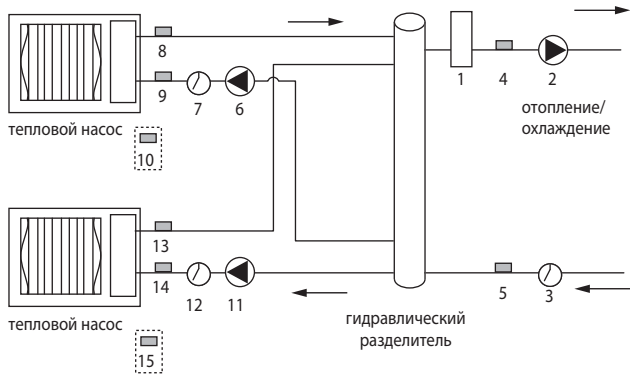 8
9
7
6
1
4
2
тепловой насос
10
отопление/
охлаждение
13
14
12
11
5
3
тепловой насос
15
гидравлический
разделитель